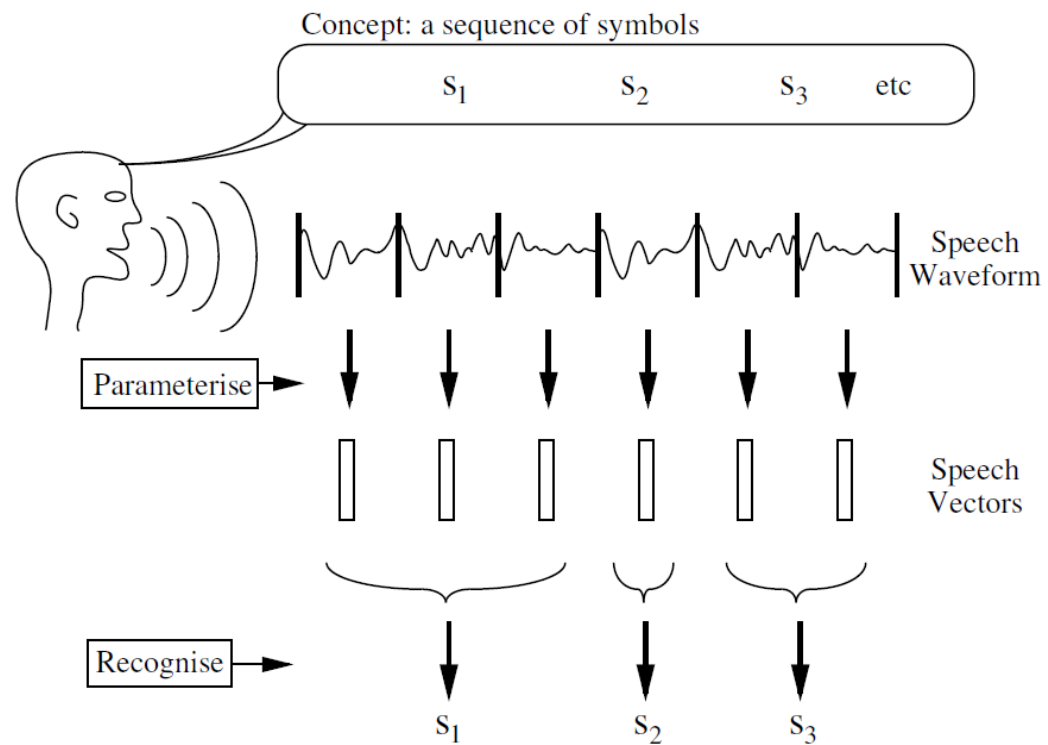 Concept: a sequence of symbols
S1 S2 S3 etc
Speech
Waveform
Parameterise
Speech
Vectors
Recognise
S1 S2 S3